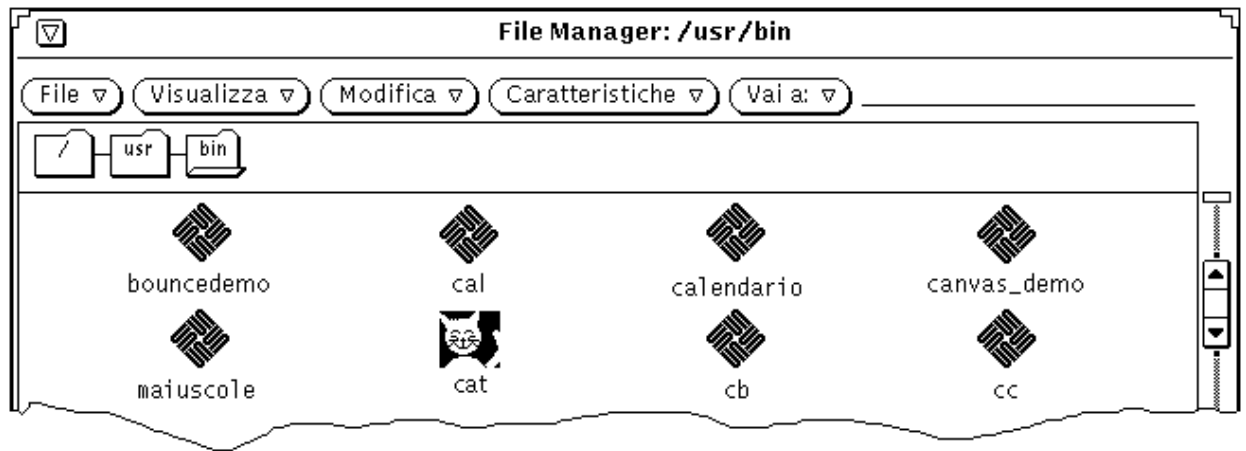 File Manager: /usr/bin
File Visualizza Modifica Caratteristiche Vai a:
/ usr bin
bouncedemo cal calendario canvas_demo
maiuscole cat cb cc